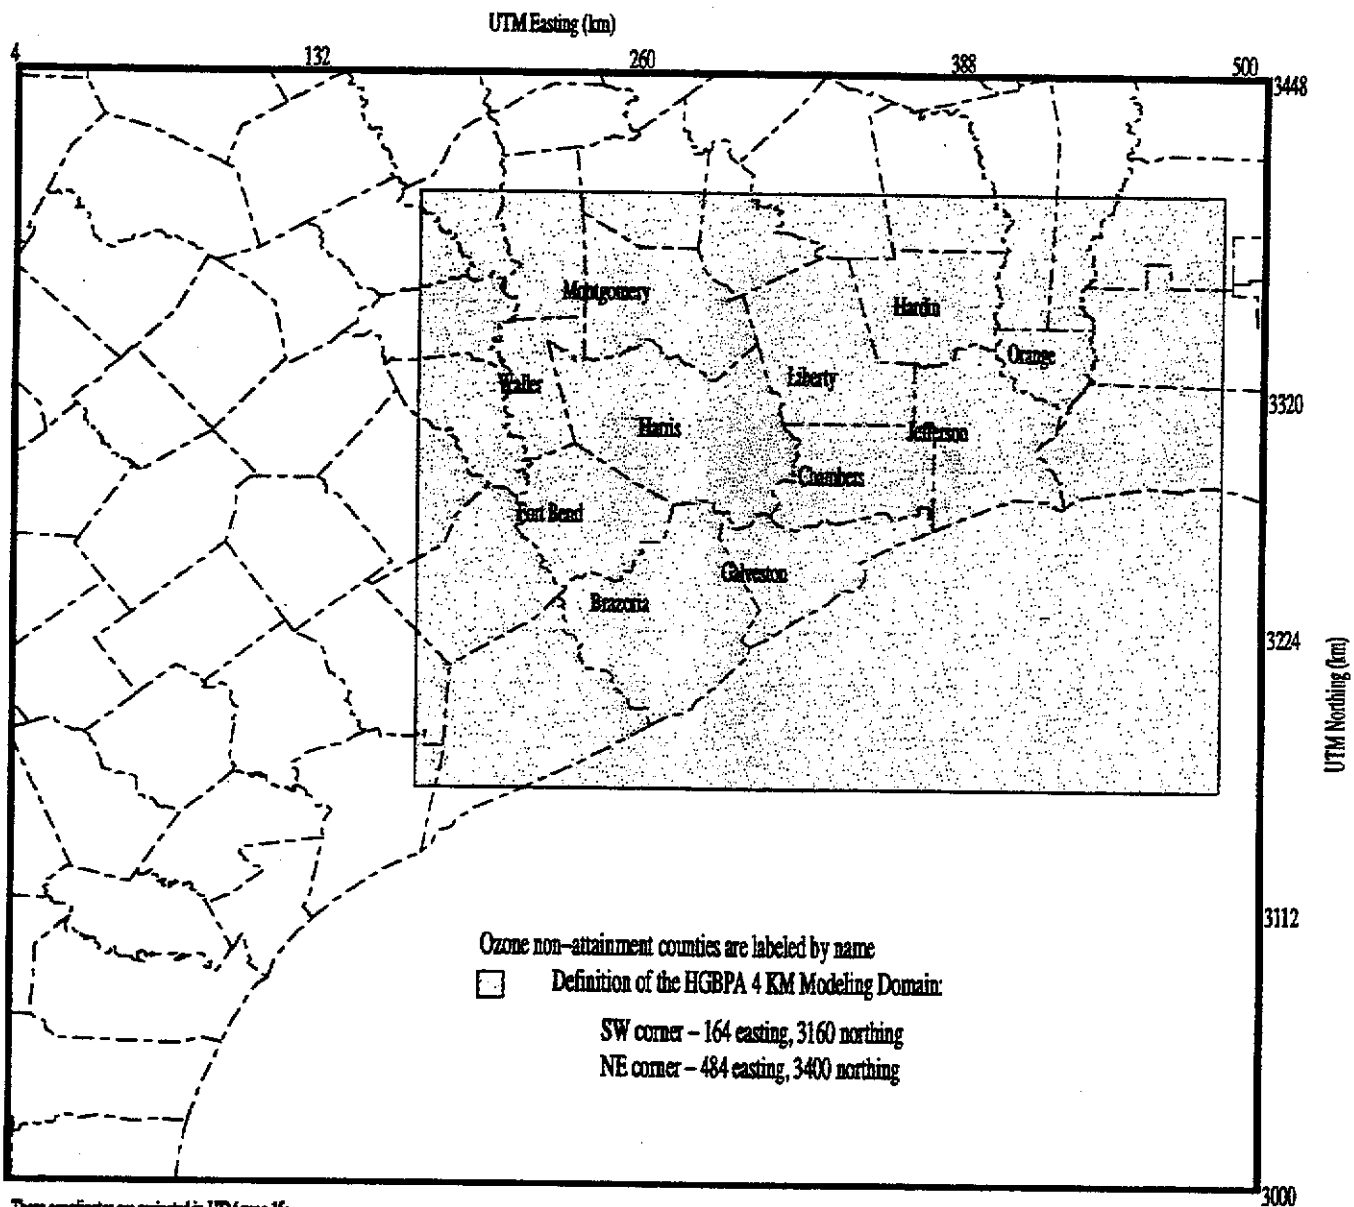 UTM Easting (km)
4 132 260 388 500
3448
Montgomery
Hardin
Orange
Waller
Liberty
3320
Harris
Jefferson
Chambers
Fort Bend
Galveston
Brazoria
3224
UTM Northing (km)
3112
Ozone non-attainment counties are labeled by name
Definition of the HGBPA 4 KM Modeling Domain:
SW corner - 164 easting, 3160 northing
NE corner - 484 easting, 3400 northing
3000